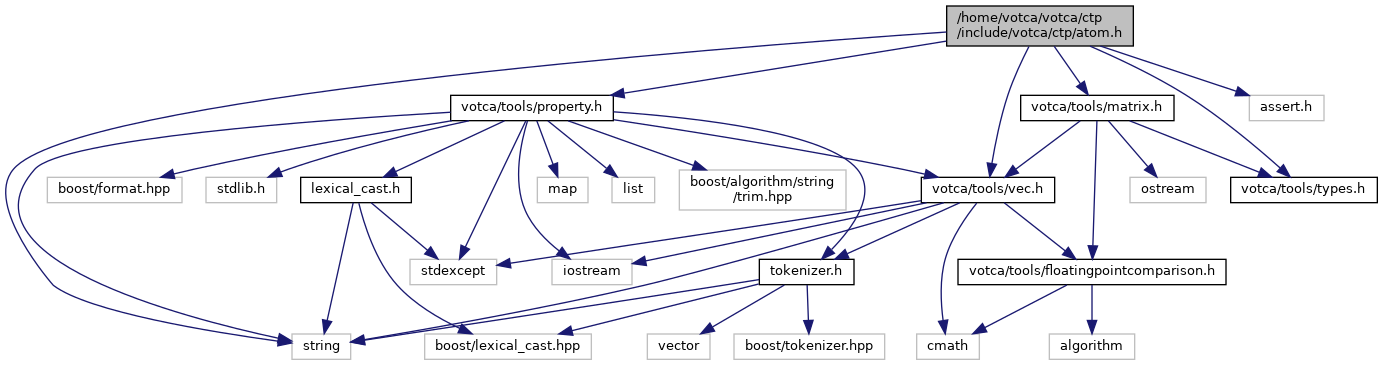 /home/votca/votca/ctp
/include/votca/ctp/atom.h
votca/tools/property.h
votca/tools/matrix.h
assert.h
boost/format.hpp
stdlib.h
lexical_cast.h
map
list
boost/algorithm/string
/trim.hpp
votca/tools/vec.h
ostream
votca/tools/types.h
stdexcept
iostream
tokenizer.h
votca/tools/floatingpointcomparison.h
string
boost/lexical_cast.hpp
vector
boost/tokenizer.hpp
cmath
algorithm